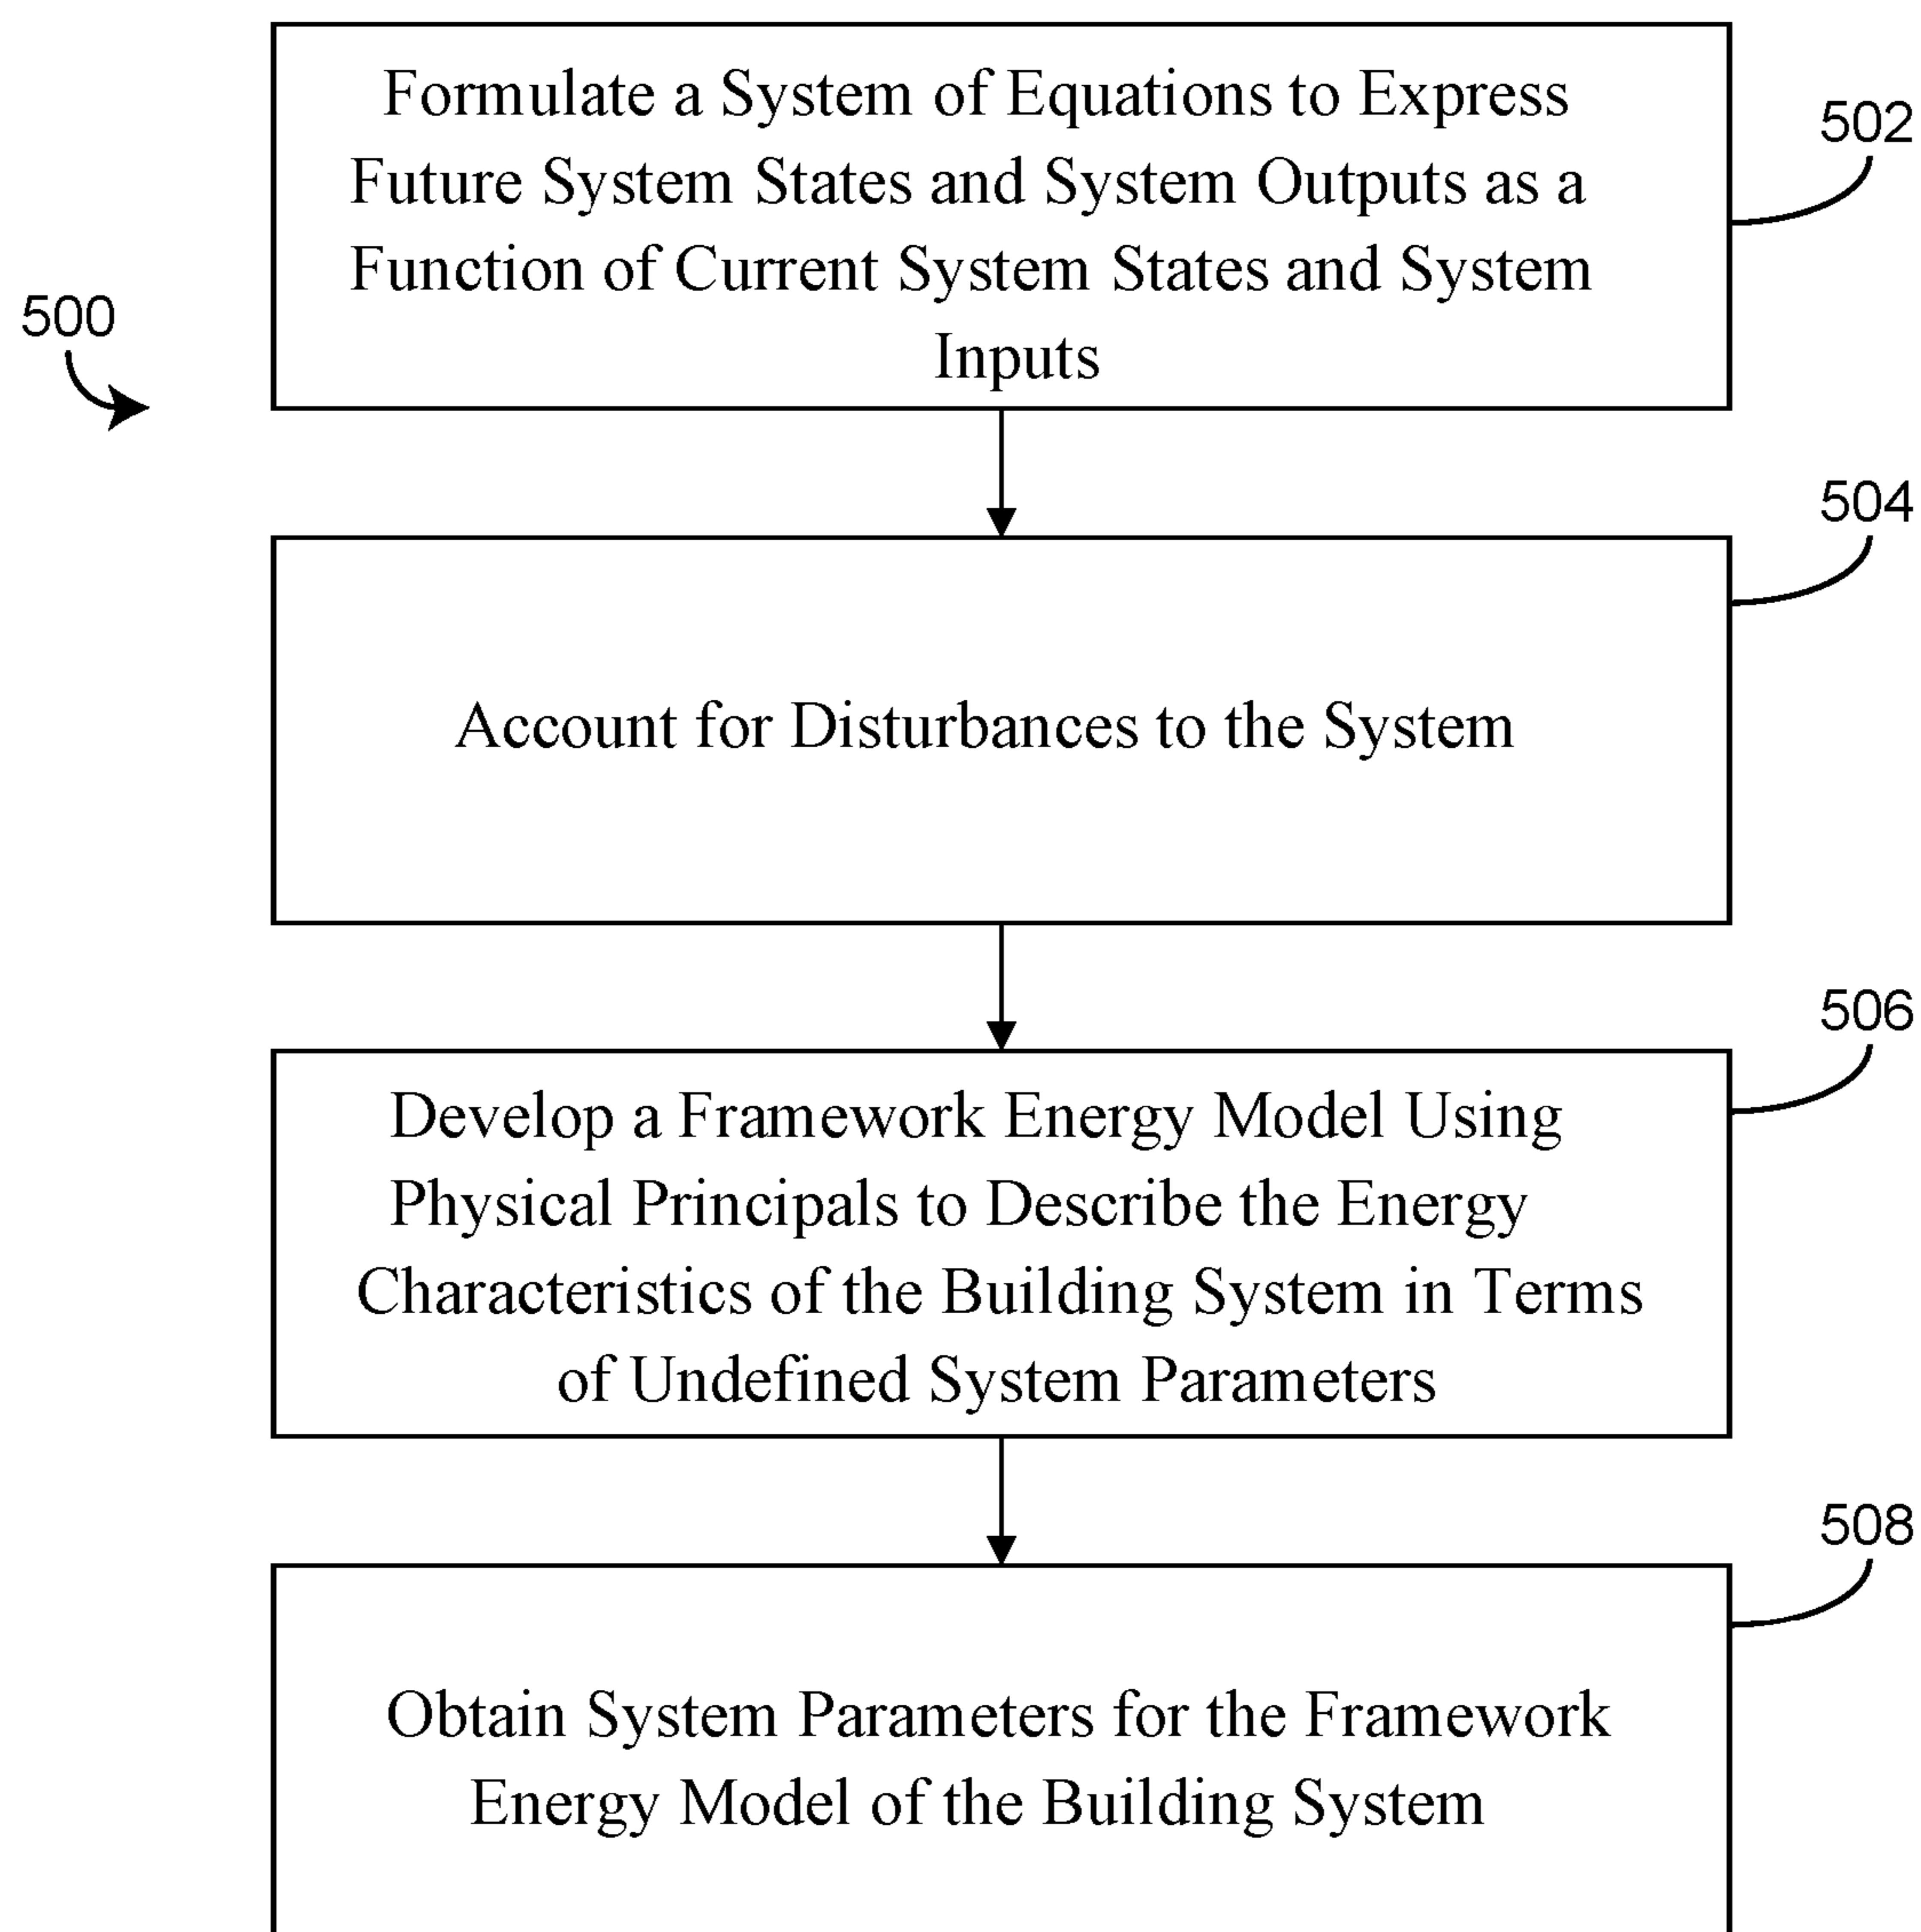 Formulate a System of Equations to Express
Future System States and System Outputs as a
Function of Current System States and System
Inputs
502
500
504
Account for Disturbances to the System
506
Develop a Framework Energy Model Using
Physical Principals to Describe the Energy
Characteristics of the Building System in Terms
of Undefined System Parameters
508
Obtain System Parameters for the Framework
Energy Model of the Building System